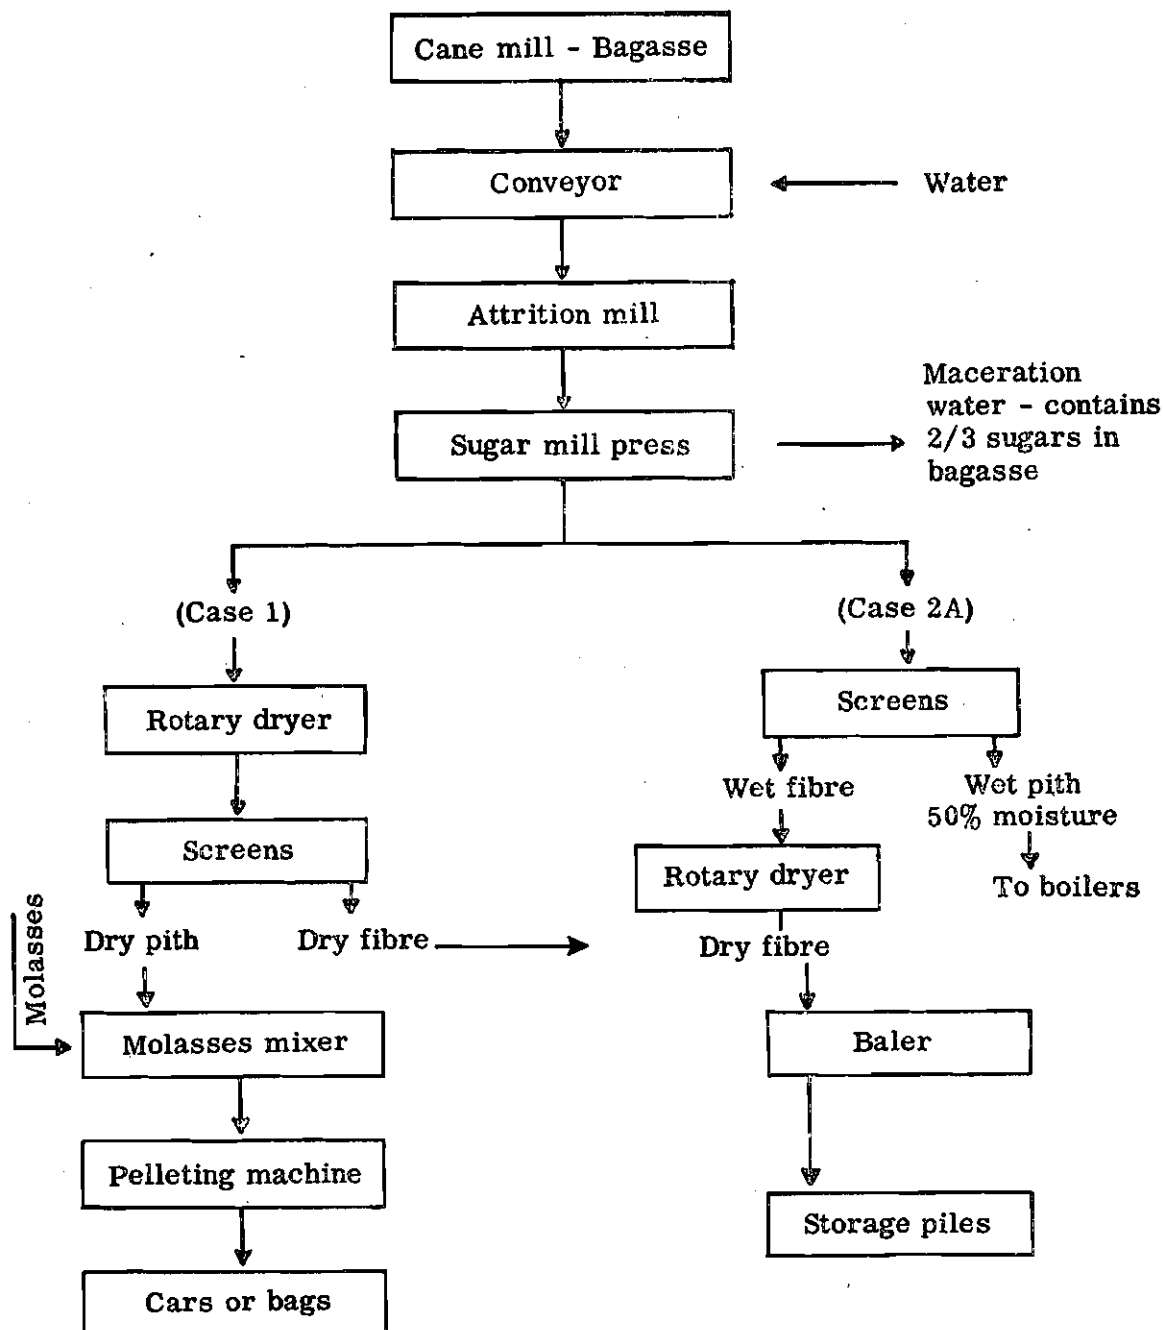 Cane mill - Bagasse
Conveyor
Water
Attrition mill
Maceration
water - contains
2/3 sugars in
bagasse
Sugar mill press
(Case 1)
(Case 2A)
Rotary dryer
Screens
Wet fibre
Wet pith
50% moisture
Screens
Rotary dryer
To boilers
Molasses
Dry pith
Dry fibre
Dry fibre
Molasses mixer
Baler
Pelleting machine
Storage piles
Cars or bags